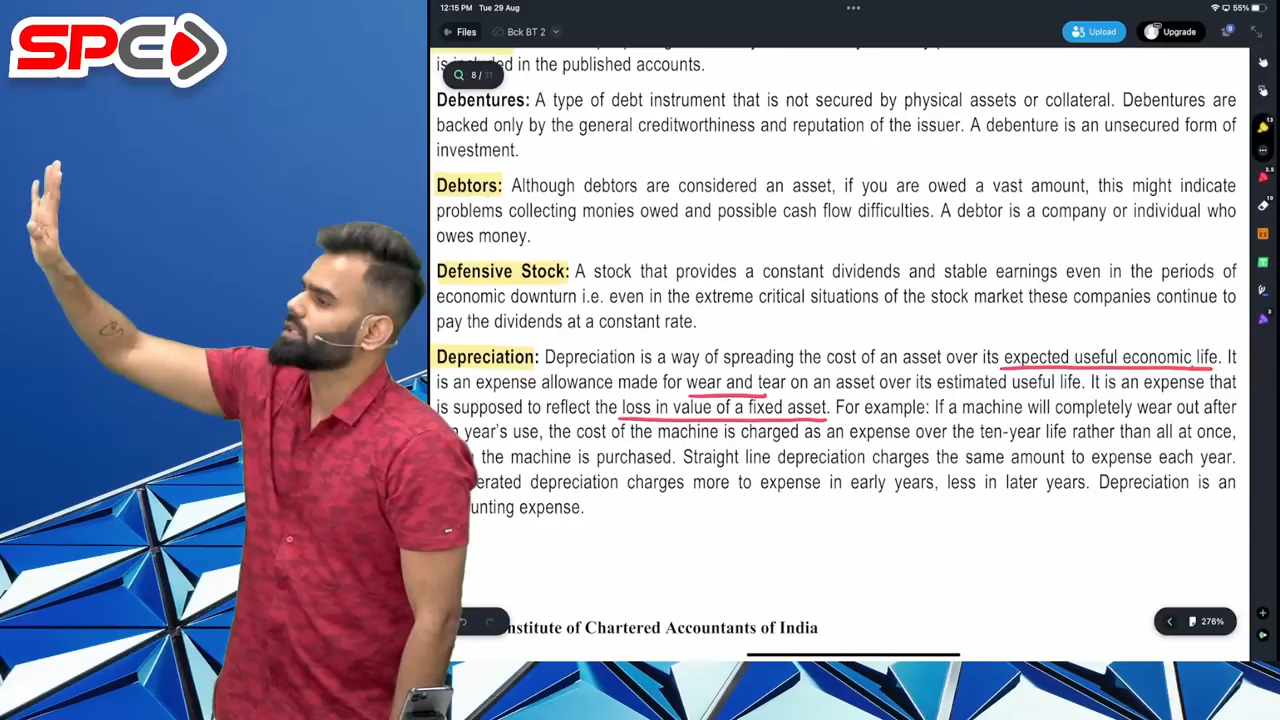 SPC
12:15 PM Tue 29 Aug
55%
Files
Bck BT 2
Upload
Upgrade
8 / 31
is included in the published accounts.
Debentures: A type of debt instrument that is not secured by physical assets or collateral. Debentures are
backed only by the general creditworthiness and reputation of the issuer. A debenture is an unsecured form of
investment.
Debtors: Although debtors are considered an asset, if you are owed a vast amount, this might indicate
problems collecting monies owed and possible cash flow difficulties. A debtor is a company or individual who
owes money.
Defensive Stock: A stock that provides a constant dividends and stable earnings even in the periods of
economic downturn i.e. even in the extreme critical situations of the stock market these companies continue to
pay the dividends at a constant rate.
Depreciation: Depreciation is a way of spreading the cost of an asset over its expected useful economic life. It
is an expense allowance made for wear and tear on an asset over its estimated useful life. It is an expense that
is supposed to reflect the loss in value of a fixed asset. For example: If a machine will completely wear out after
year's use, the cost of the machine is charged as an expense over the ten-year life rather than all at once,
the machine is purchased. Straight line depreciation charges the same amount to expense each year.
erated depreciation charges more to expense in early years, less in later years. Depreciation is an
unting expense.
nstitute of Chartered Accountants of India
276%